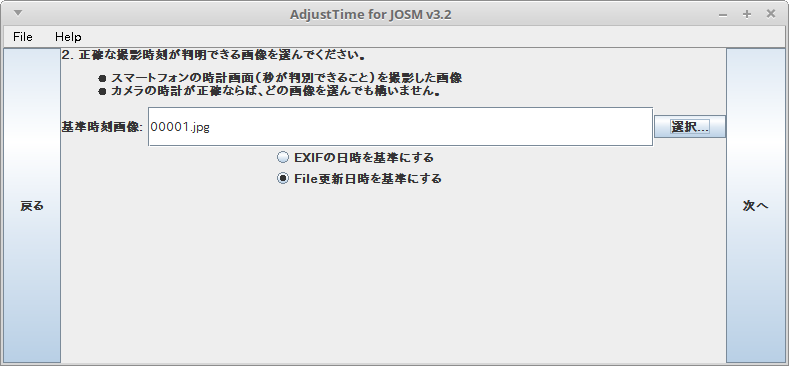 AdjustTime for JOSM v3.2
File Help
2. 正確な撮影時刻が判明できる画像を選んでください。
● スマートフォンの時計画面(秒が判別できること)を撮影した画像
● カメラの時計が正確ならば、どの画像を選んでも構いません。
基準時刻画像: 00001.jpg 選択...
EXIFの日時を基準にする
File更新日時を基準にする
戻る
次へ